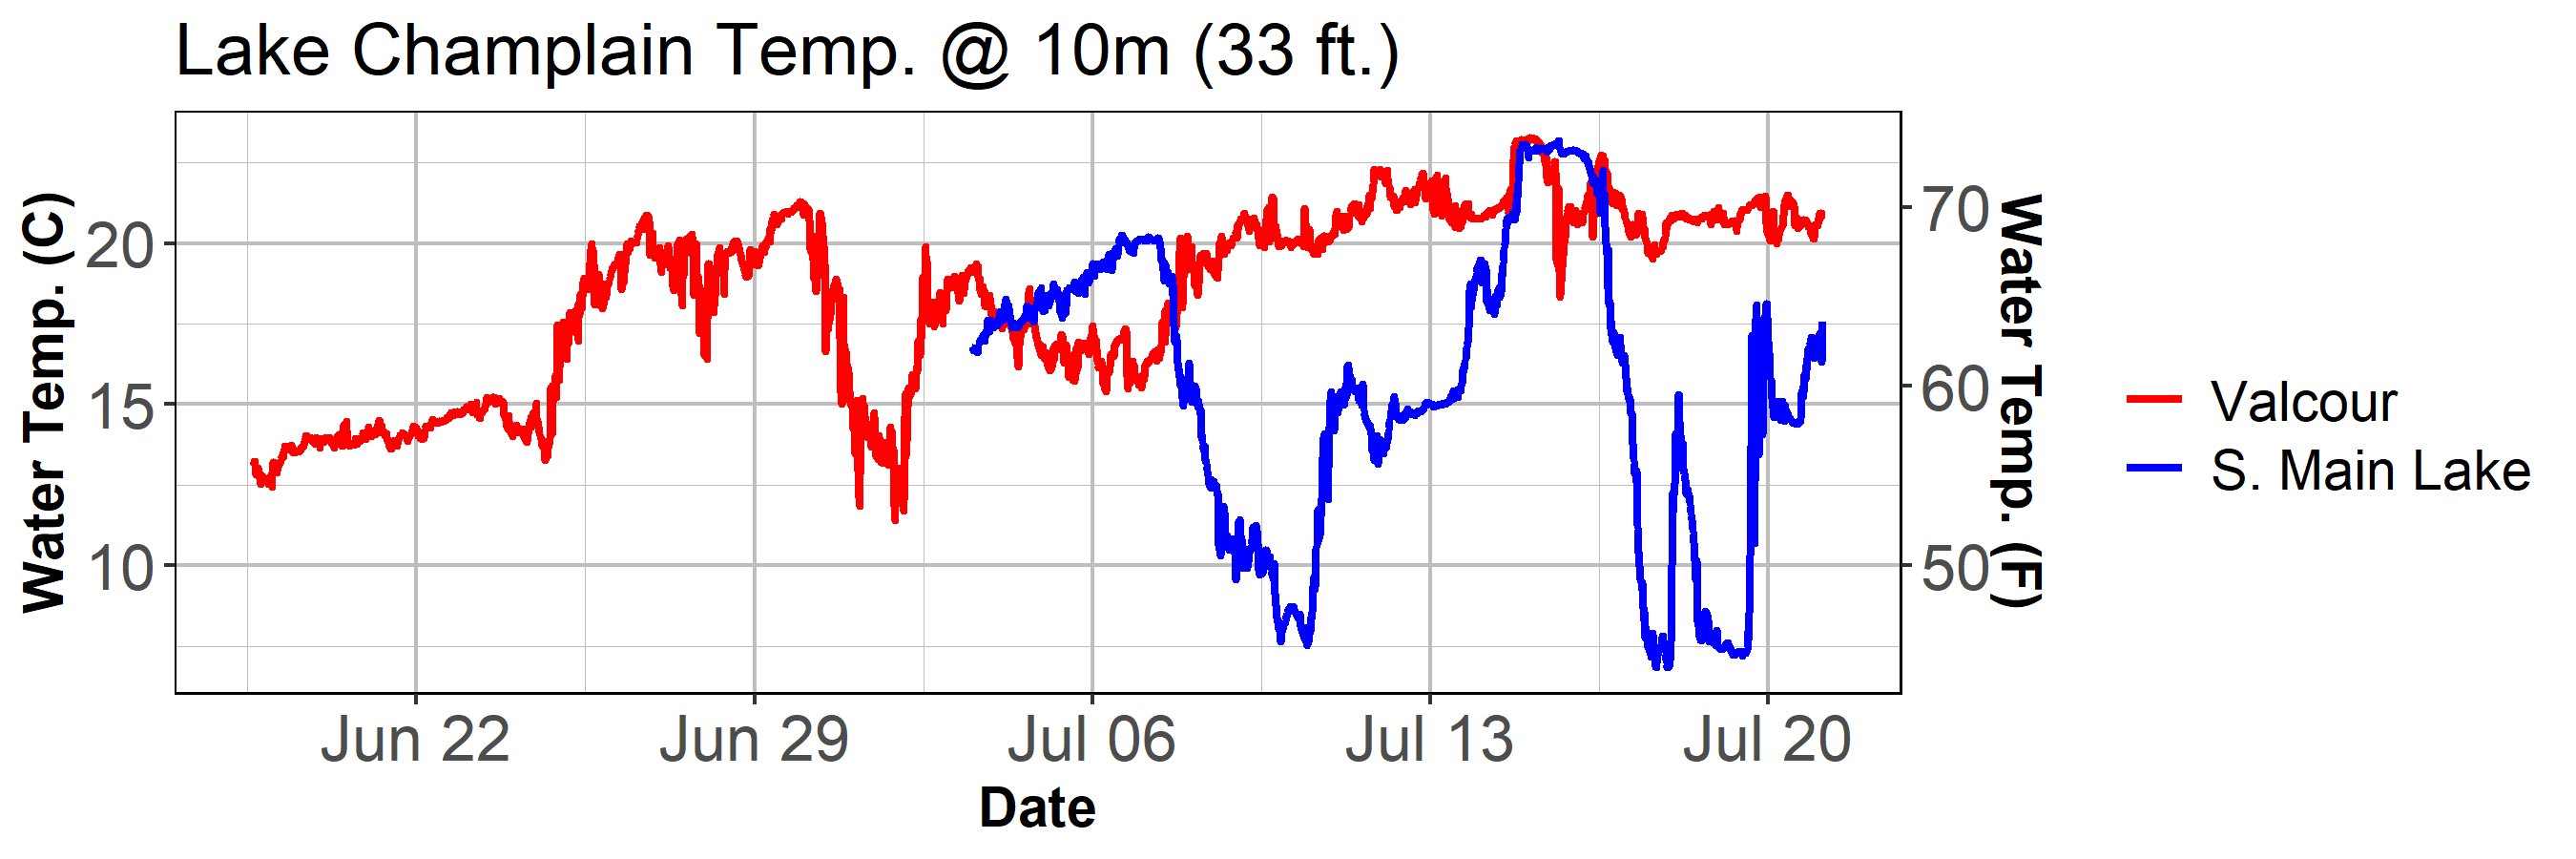 Lake Champlain Temp. @ 10m (33 ft.)
Water Temp. (C)
20
15
10
70
60
50
Water Temp. (F)
Valcour
S. Main Lake
Jun 22
Jun 29
Jul 06
Jul 13
Jul 20
Date